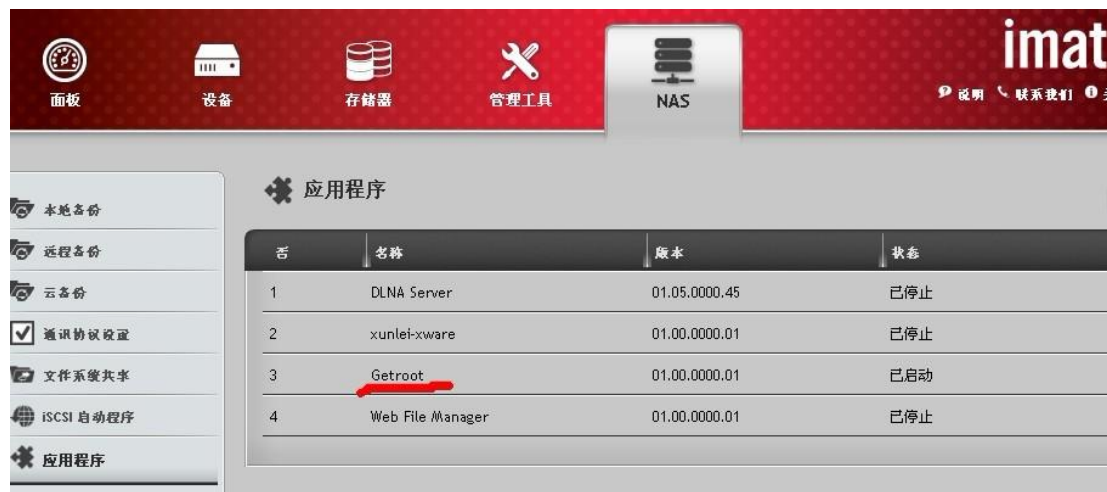 imat
面板
设备
存储器
管理工具
NAS
说明 联系我们
应用程序
本地备份
远程备份
云备份
通讯协议设置
文件系统共享
iSCSI 自动程序
应用程序
否 名称 版本 状态
1 DLNA Server 01.05.0000.45 已停止
2 xunlei-xware 01.00.0000.01 已停止
3 Getroot 01.00.0000.01 已启动
4 Web File Manager 01.00.0000.01 已停止